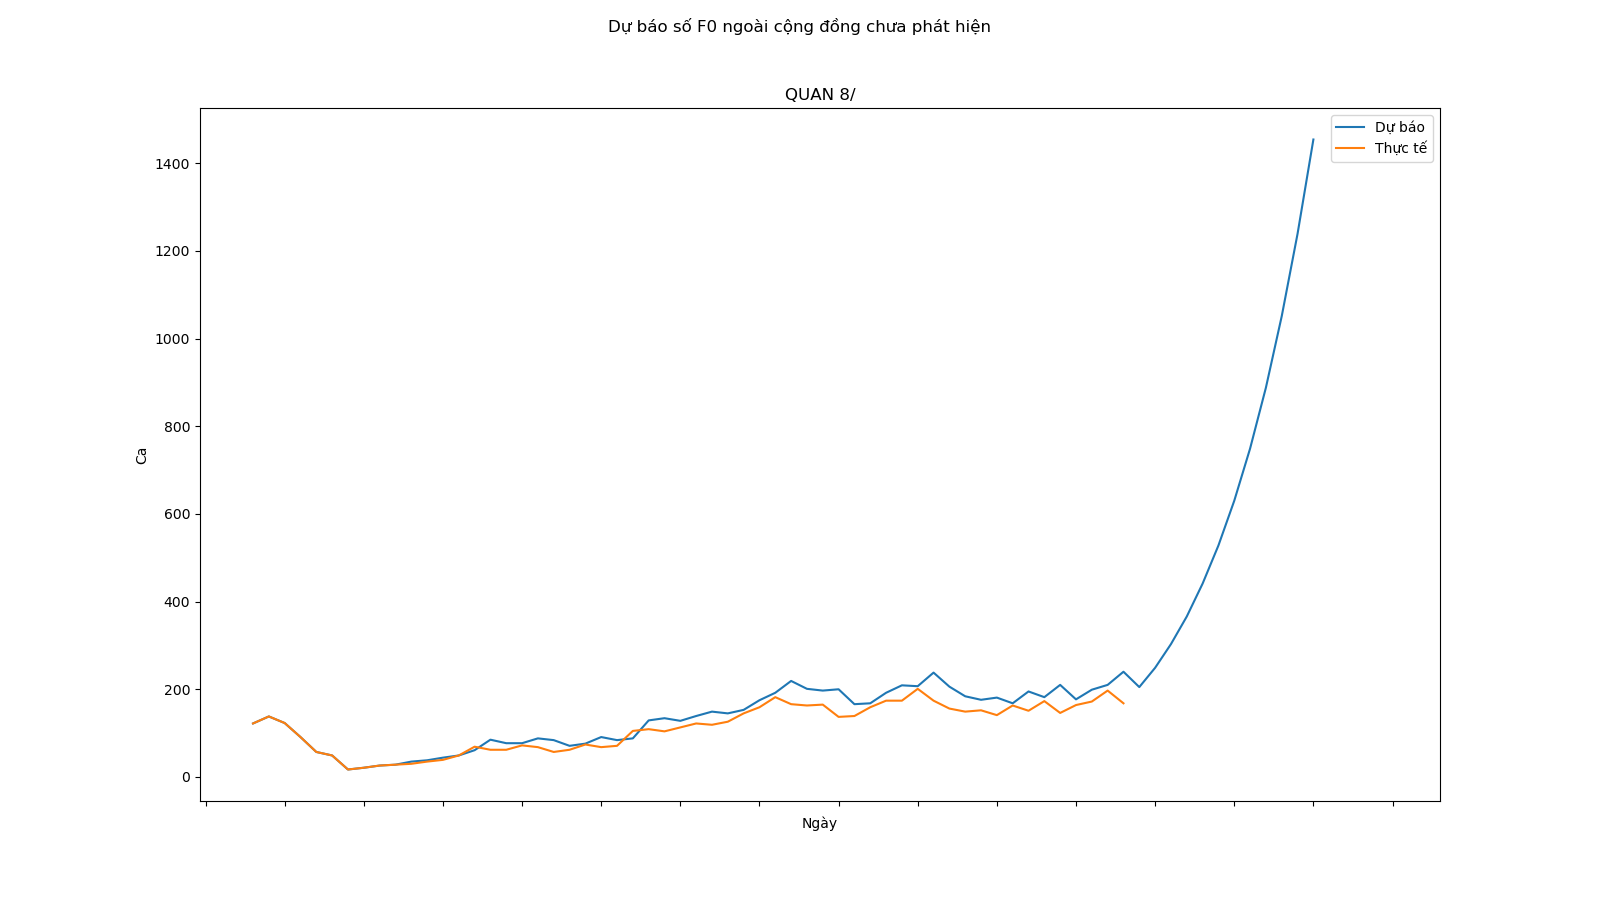 Dự báo số F0 ngoài cộng đồng chưa phát hiện
QUAN 8/
Dự báo
Thực tế
1400
1200
1000
800
600
400
200
0
Ca
Ngày